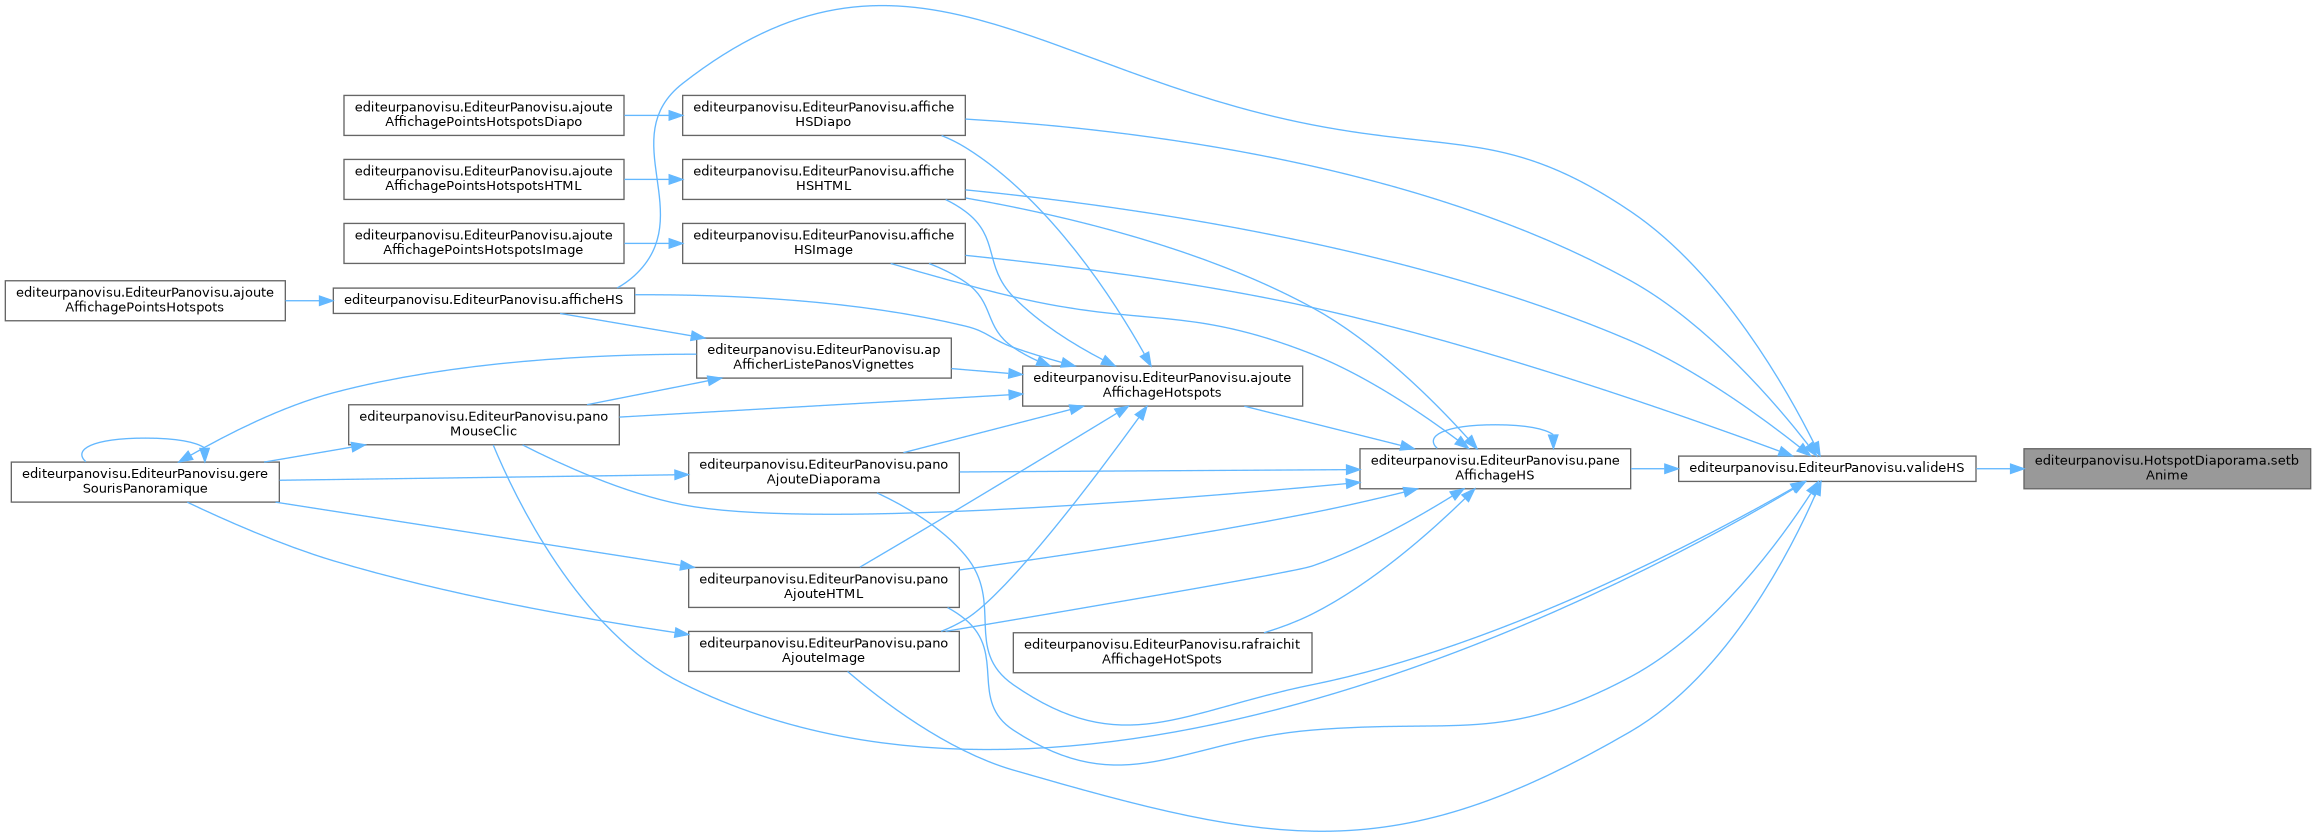 editeurpanovisu.EditeurPanovisu.ajoute
AffichagePointsHotspotsDiapo
editeurpanovisu.EditeurPanovisu.affiche
HSDiapo
editeurpanovisu.EditeurPanovisu.ajoute
AffichagePointsHotspotsHTML
editeurpanovisu.EditeurPanovisu.affiche
HSHTML
editeurpanovisu.EditeurPanovisu.ajoute
AffichagePointsHotspotsImage
editeurpanovisu.EditeurPanovisu.affiche
HSImage
editeurpanovisu.EditeurPanovisu.ajoute
AffichagePointsHotspots
editeurpanovisu.EditeurPanovisu.afficheHS
editeurpanovisu.EditeurPanovisu.ap
AfficherListePanosVignettes
editeurpanovisu.EditeurPanovisu.ajoute
AffichageHotspots
editeurpanovisu.EditeurPanovisu.pano
MouseClic
editeurpanovisu.EditeurPanovisu.gere
SourisPanoramique
editeurpanovisu.EditeurPanovisu.pano
AjouteDiaporama
editeurpanovisu.EditeurPanovisu.pane
AffichageHS
editeurpanovisu.EditeurPanovisu.valideHS
editeurpanovisu.HotspotDiaporama.setb
Anime
editeurpanovisu.EditeurPanovisu.pano
AjouteHTML
editeurpanovisu.EditeurPanovisu.pano
AjouteImage
editeurpanovisu.EditeurPanovisu.rafraichit
AffichageHotSpots